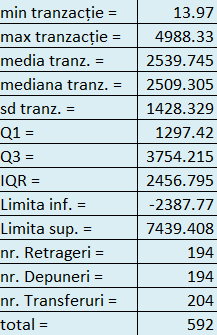 min tranzacție = 13.97
max tranzacție = 4988.33
media tranz. = 2539.745
mediana tranz. = 2509.305
sd tranz. = 1428.329
Q1 = 1297.42
Q3 = 3754.215
IQR = 2456.795
Limita inf. = -2387.77
Limita sup. = 7439.408
nr. Retrageri = 194
nr. Depuneri = 194
nr. Transferuri = 204
total = 592